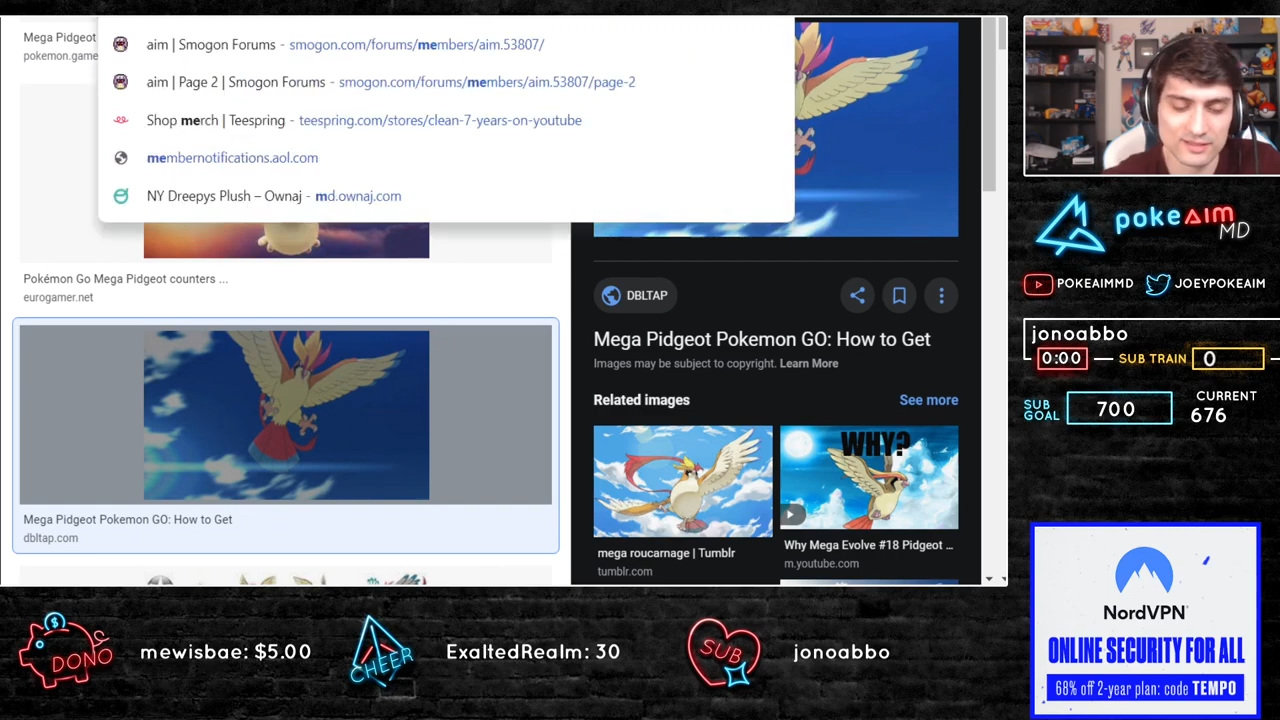 Mega Pidgeot
pokemon.game
aim | Smogon Forums - smogon.com/forums/members/aim.53807/
aim | Page 2 | Smogon Forums - smogon.com/forums/members/aim.53807/page-2
Shop merch | Teespring - teespring.com/stores/clean-7-years-on-youtube
membernotifications.aol.com
NY Dreepys Plush – Ownaj - md.ownaj.com
Pokémon Go Mega Pidgeot counters ...
eurogamer.net
Mega Pidgeot Pokemon GO: How to Get
dbltap.com
DBLTAP
Mega Pidgeot Pokemon GO: How to Get
Images may be subject to copyright. Learn More
Related images
See more
WHY?
mega roucarnage | Tumblr
tumblr.com
Why Mega Evolve #18 Pidgeot ...
m.youtube.com
pokeAIM
MD
POKEAIMMD
JOEYPOKEAIM
jonoabbo
0:00
SUB TRAIN
0
SUB
GOAL
700
CURRENT
676
NordVPN
ONLINE SECURITY FOR ALL
68% off 2-year plan: code TEMPO
$
DONO
mewisbae: $5.00
CHEER
ExaltedRealm: 30
SUB
jonoabbo